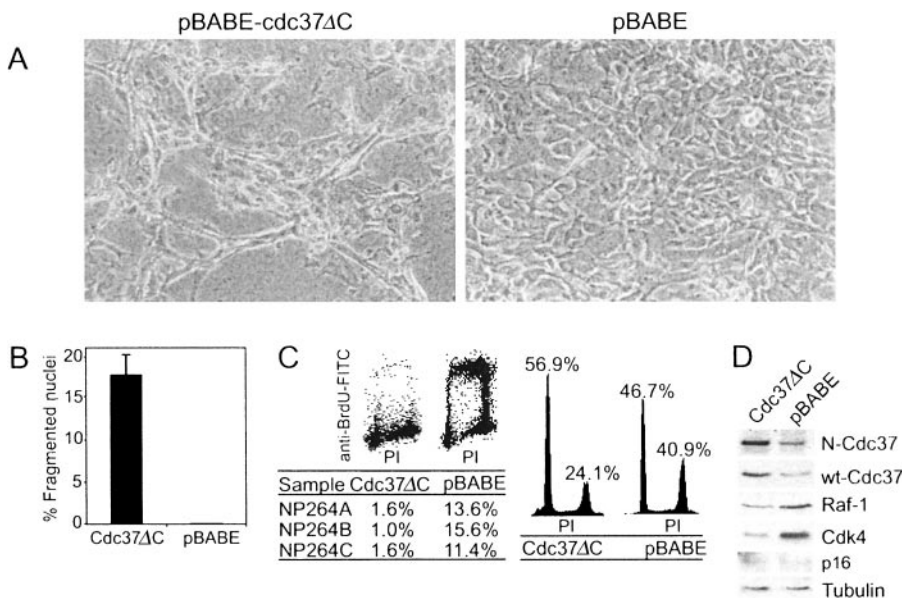 pBABE-cdc37ΔC pBABE
A
B
% Fragmented nuclei
20
15
10
5
0
Cdc37ΔC pBABE
C
anti-BrdU-FITC
PI PI
Sample Cdc37ΔC pBABE
NP264A 1.6% 13.6%
NP264B 1.0% 15.6%
NP264C 1.6% 11.4%
56.9%
24.1%
46.7%
40.9%
PI PI
Cdc37ΔC pBABE
D
Cdc37ΔC pBABE
N-Cdc37
wt-Cdc37
Raf-1
Cdk4
p16
Tubulin